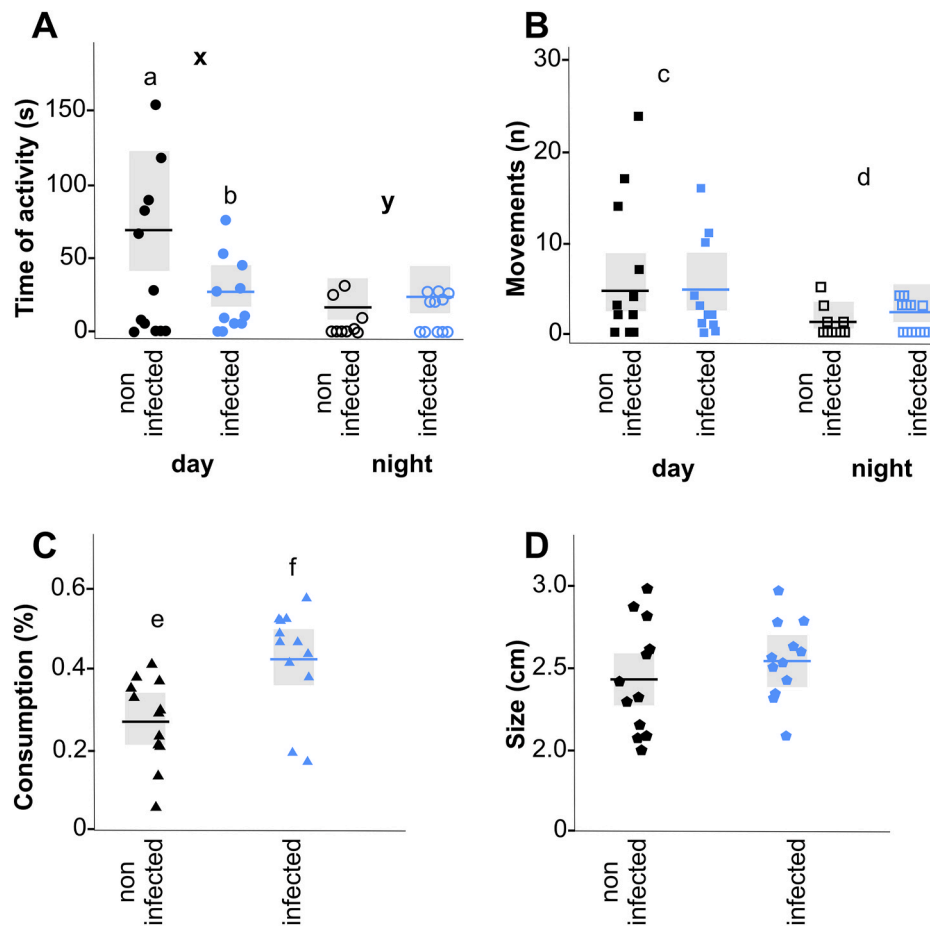 A
Time of activity (s)
150
100
50
0
a
x
b
y
non
infected
infected
non
infected
infected
day
night
B
Movements (n)
30
20
10
0
c
d
non
infected
infected
non
infected
infected
day
night
C
Consumption (%)
0.6
0.4
0.2
0
e
f
non
infected
infected
D
Size (cm)
3.0
2.5
2.0
0
non
infected
infected